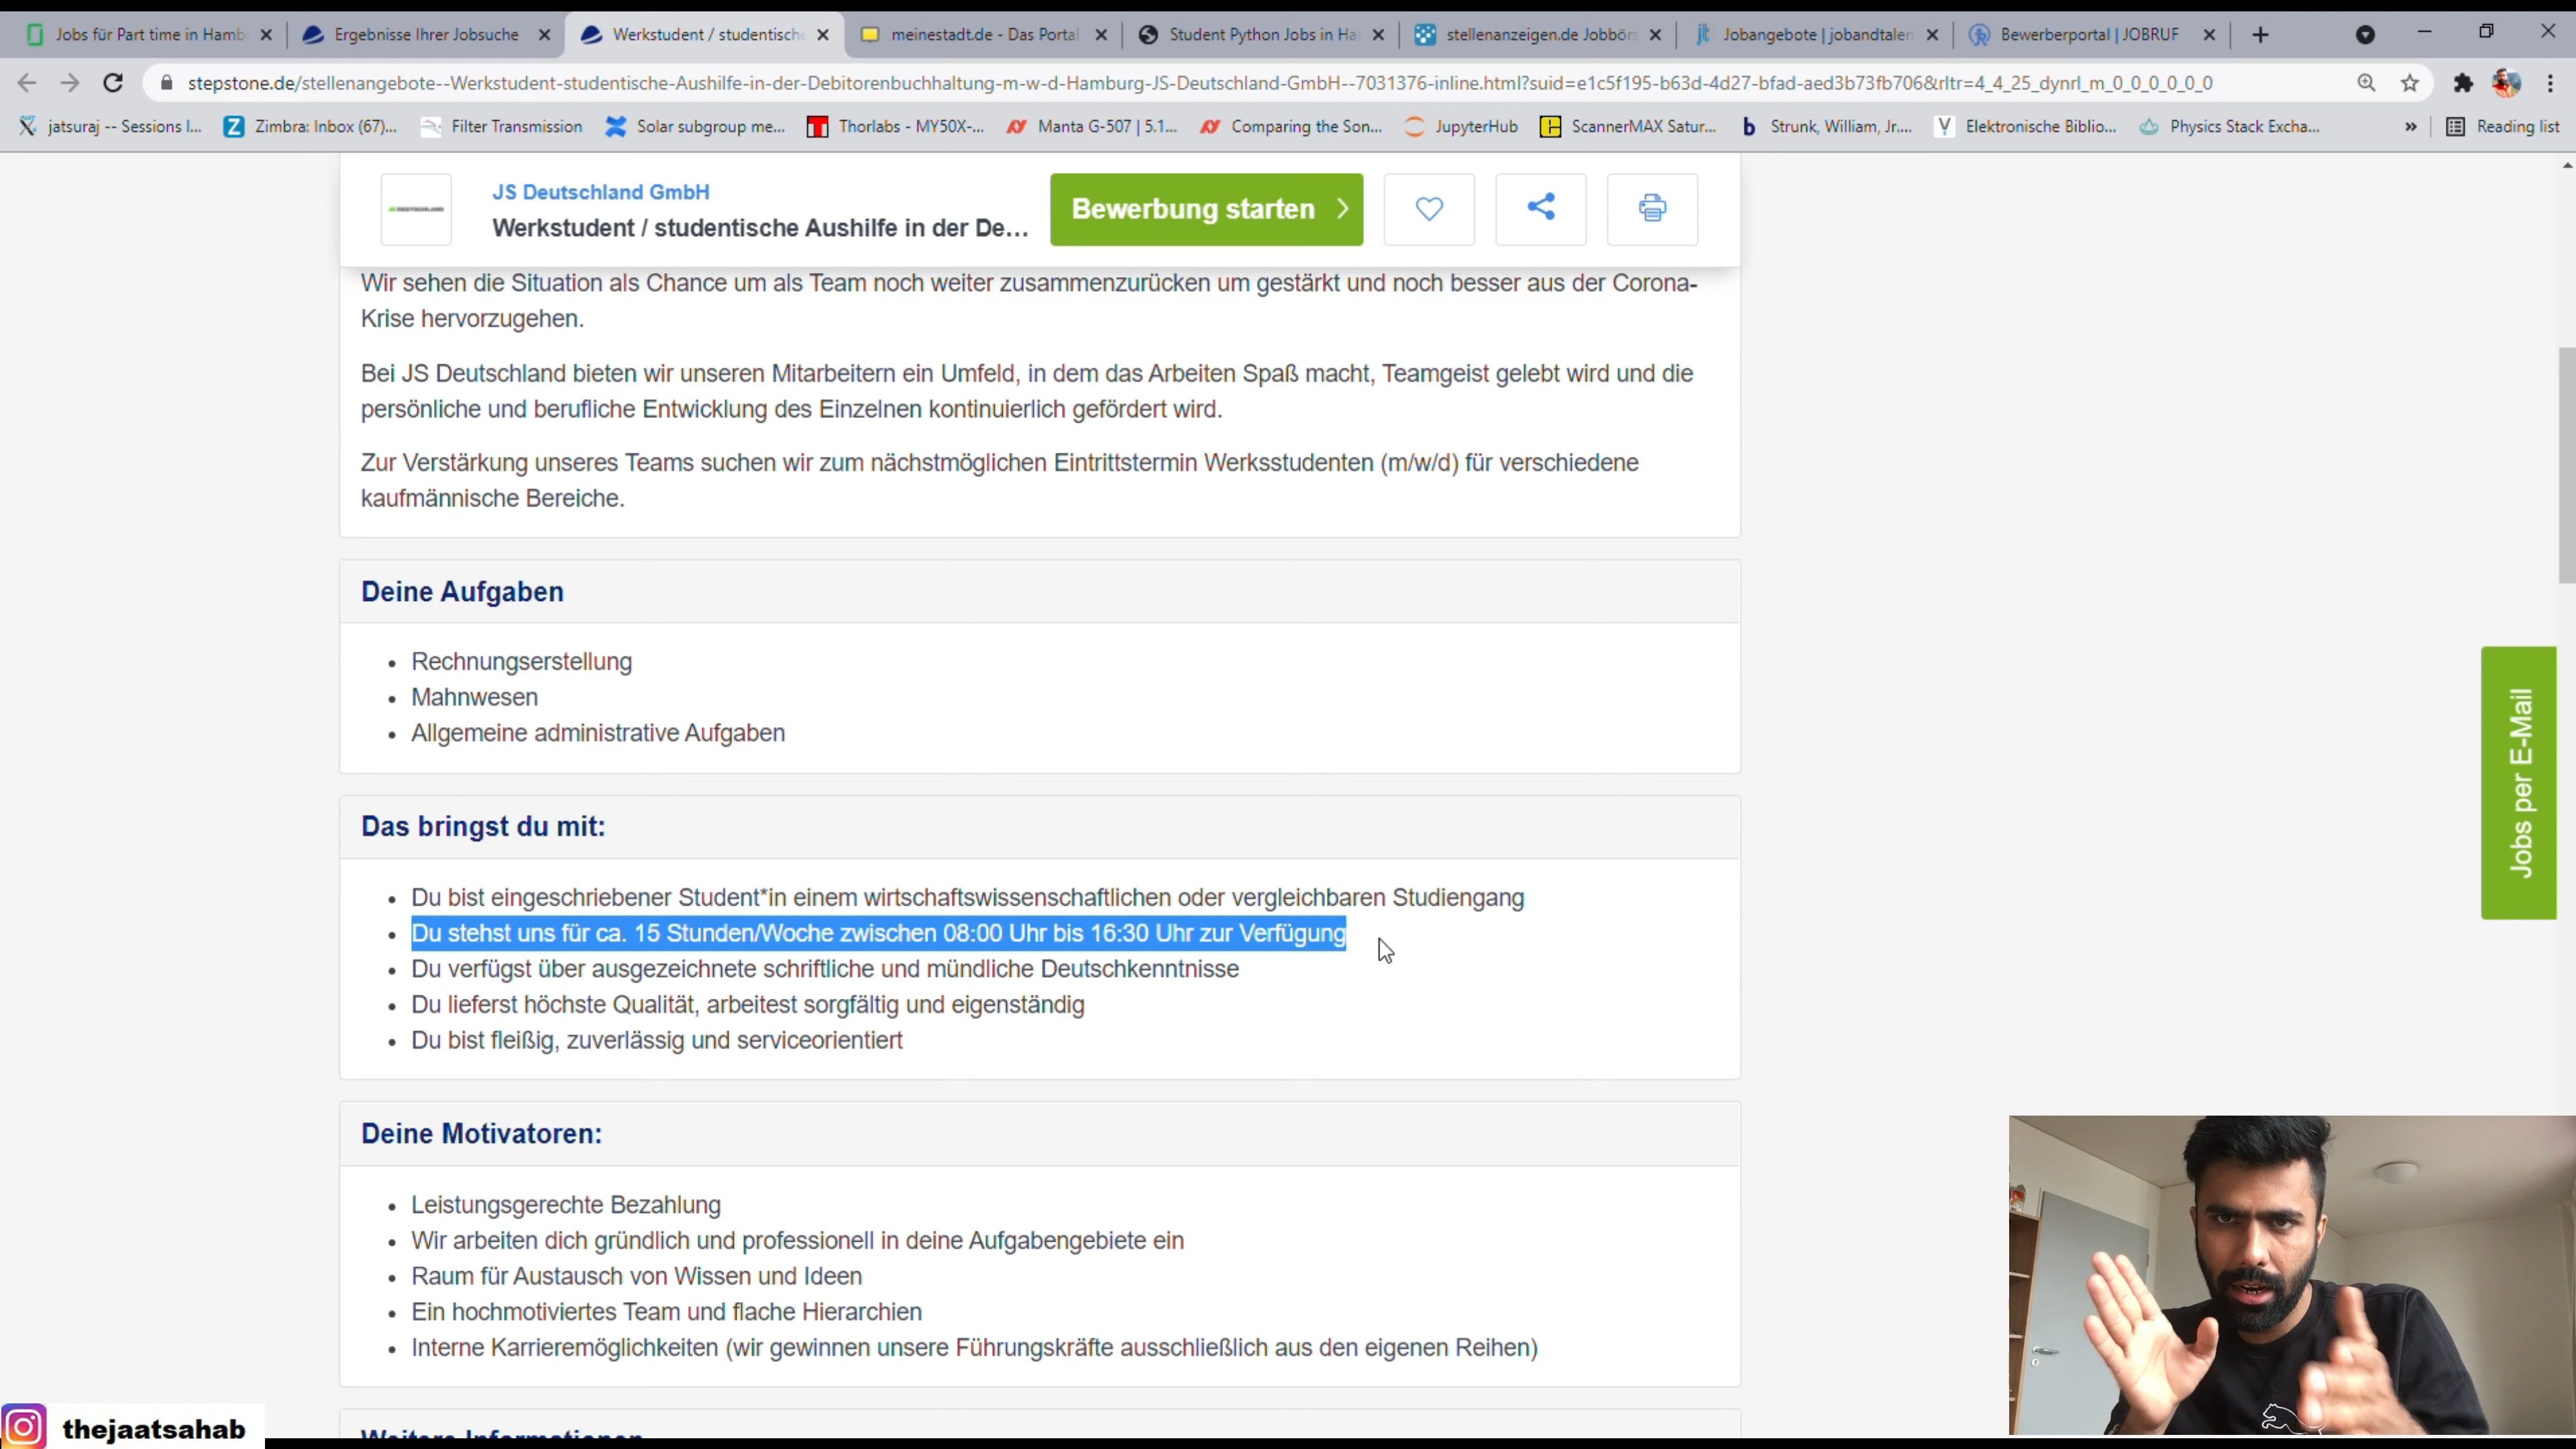 Jobs für Part time in Hamb
Ergebnisse Ihrer Jobsuche
Werkstudent / studentische
meinestadt.de - Das Portal
Student Python Jobs in Ha
stellenanzeigen.de Jobbörs
Jobangebote | jobandtalen
Bewerberportal | JOBRUF
stepstone.de/stellenangebote--Werkstudent-studentische-Aushilfe-in-der-Debitorenbuchhaltung-m-w-d-Hamburg-JS-Deutschland-GmbH--7031376-inline.html?suid=e1c5f195-b63d-4d27-bfad-aed3b73fb706&rltr=4_4_25_dynrl_m_0_0_0_0_0_0
jatsuraj -- Sessions I...
Zimbra: Inbox (67)...
Filter Transmission
Solar subgroup me...
Thorlabs - MY50X-...
Manta G-507 | 5.1...
Comparing the Son...
JupyterHub
ScannerMAX Satur...
Strunk, William, Jr....
Elektronische Biblio...
Physics Stack Excha...
»
Reading list
JS Deutschland GmbH
Werkstudent / studentische Aushilfe in der De...
Bewerbung starten
Wir sehen die Situation als Chance um als Team noch weiter zusammenzurücken um gestärkt und noch besser aus der Corona-
Krise hervorzugehen.
Bei JS Deutschland bieten wir unseren Mitarbeitern ein Umfeld, in dem das Arbeiten Spaß macht, Teamgeist gelebt wird und die
persönliche und berufliche Entwicklung des Einzelnen kontinuierlich gefördert wird.
Zur Verstärkung unseres Teams suchen wir zum nächstmöglichen Eintrittstermin Werksstudenten (m/w/d) für verschiedene
kaufmännische Bereiche.
Deine Aufgaben
• Rechnungserstellung
• Mahnwesen
• Allgemeine administrative Aufgaben
Das bringst du mit:
• Du bist eingeschriebener Student*in einem wirtschaftswissenschaftlichen oder vergleichbaren Studiengang
• Du stehst uns für ca. 15 Stunden/Woche zwischen 08:00 Uhr bis 16:30 Uhr zur Verfügung
• Du verfügst über ausgezeichnete schriftliche und mündliche Deutschkenntnisse
• Du lieferst höchste Qualität, arbeitest sorgfältig und eigenständig
• Du bist fleißig, zuverlässig und serviceorientiert
Jobs per E-Mail
Deine Motivatoren:
• Leistungsgerechte Bezahlung
• Wir arbeiten dich gründlich und professionell in deine Aufgabengebiete ein
• Raum für Austausch von Wissen und Ideen
• Ein hochmotiviertes Team und flache Hierarchien
• Interne Karrieremöglichkeiten (wir gewinnen unsere Führungskräfte ausschließlich aus den eigenen Reihen)
Weitere Informationen
thejaatsahab